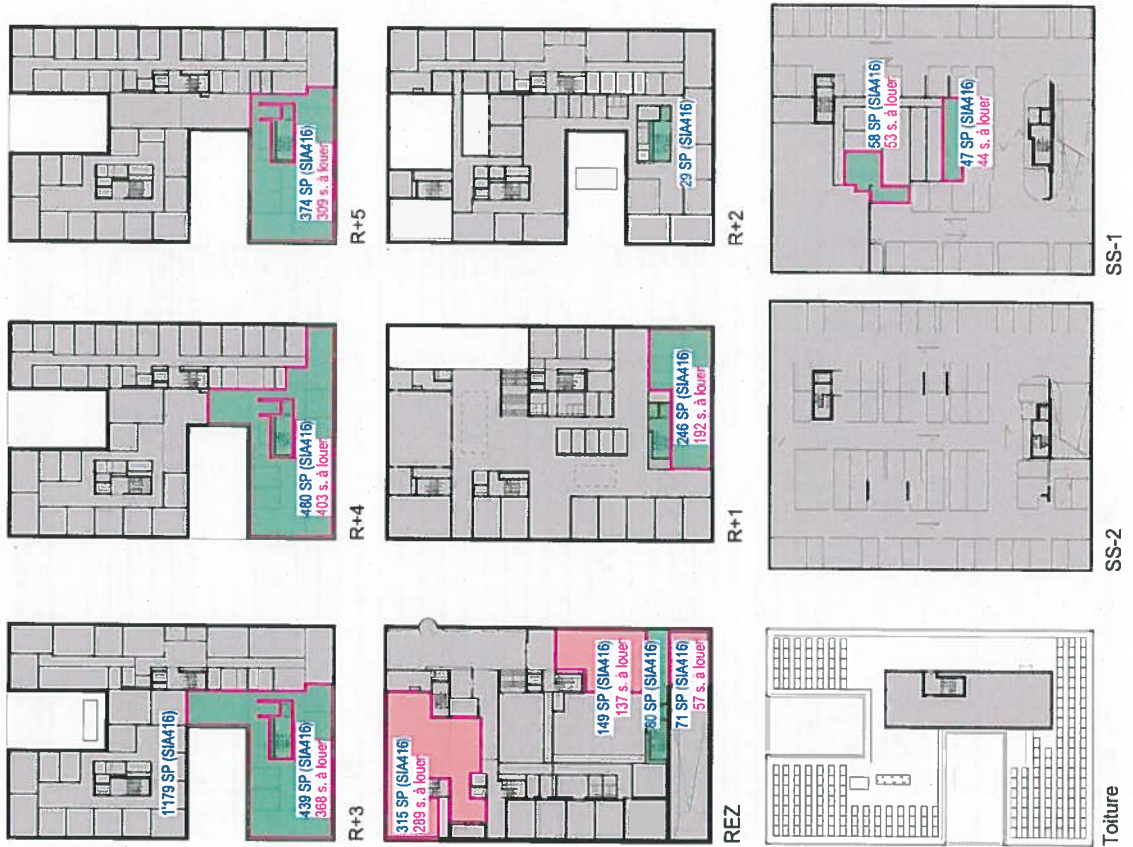 374 SP (SIA416)
309 s. à louer
R+5
29 SP (SIA416)
R+2
58 SP (SIA416)
53 s. à louer
47 SP (SIA416)
44 s. à louer
SS-1
480 SP (SIA416)
403 s. à louer
R+4
246 SP (SIA416)
192 s. à louer
R+1
SS-2
1'179 SP (SIA416)
439 SP (SIA416)
368 s. à louer
R+3
315 SP (SIA416)
289 s. à louer
149 SP (SIA416)
137 s. à louer
60 SP (SIA416)
71 SP (SIA416)
57 s. à louer
REZ
Toiture